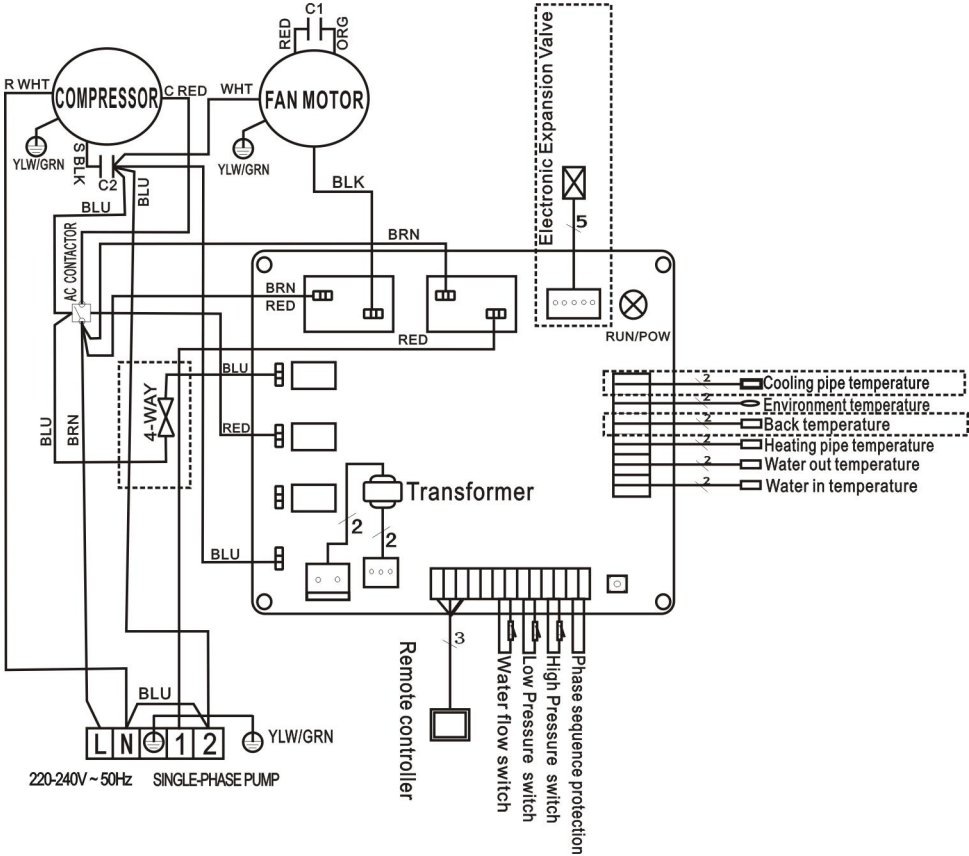 C1
RED
ORG
R WHT
COMPRESSOR
C RED
WHT
FAN MOTOR
YLW/GRN
YLW/GRN
S BLK
C2
BLU
BLU
BLK
Electronic Expansion Valve
5
AC CONTACTOR
BRN
BRN
RED
RED
RUN/POW
BLU
4-WAY
BLU
BRN
RED
BLU
Transformer
2
2
2
Cooling pipe temperature
2
Environment temperature
2
Back temperature
2
Heating pipe temperature
2
Water out temperature
2
Water in temperature
3
Remote controller
Water flow switch
Low Pressure switch
High Pressure switch
Phase sequence protection
BLU
L N 1 2
YLW/GRN
220-240V ~ 50Hz SINGLE-PHASE PUMP